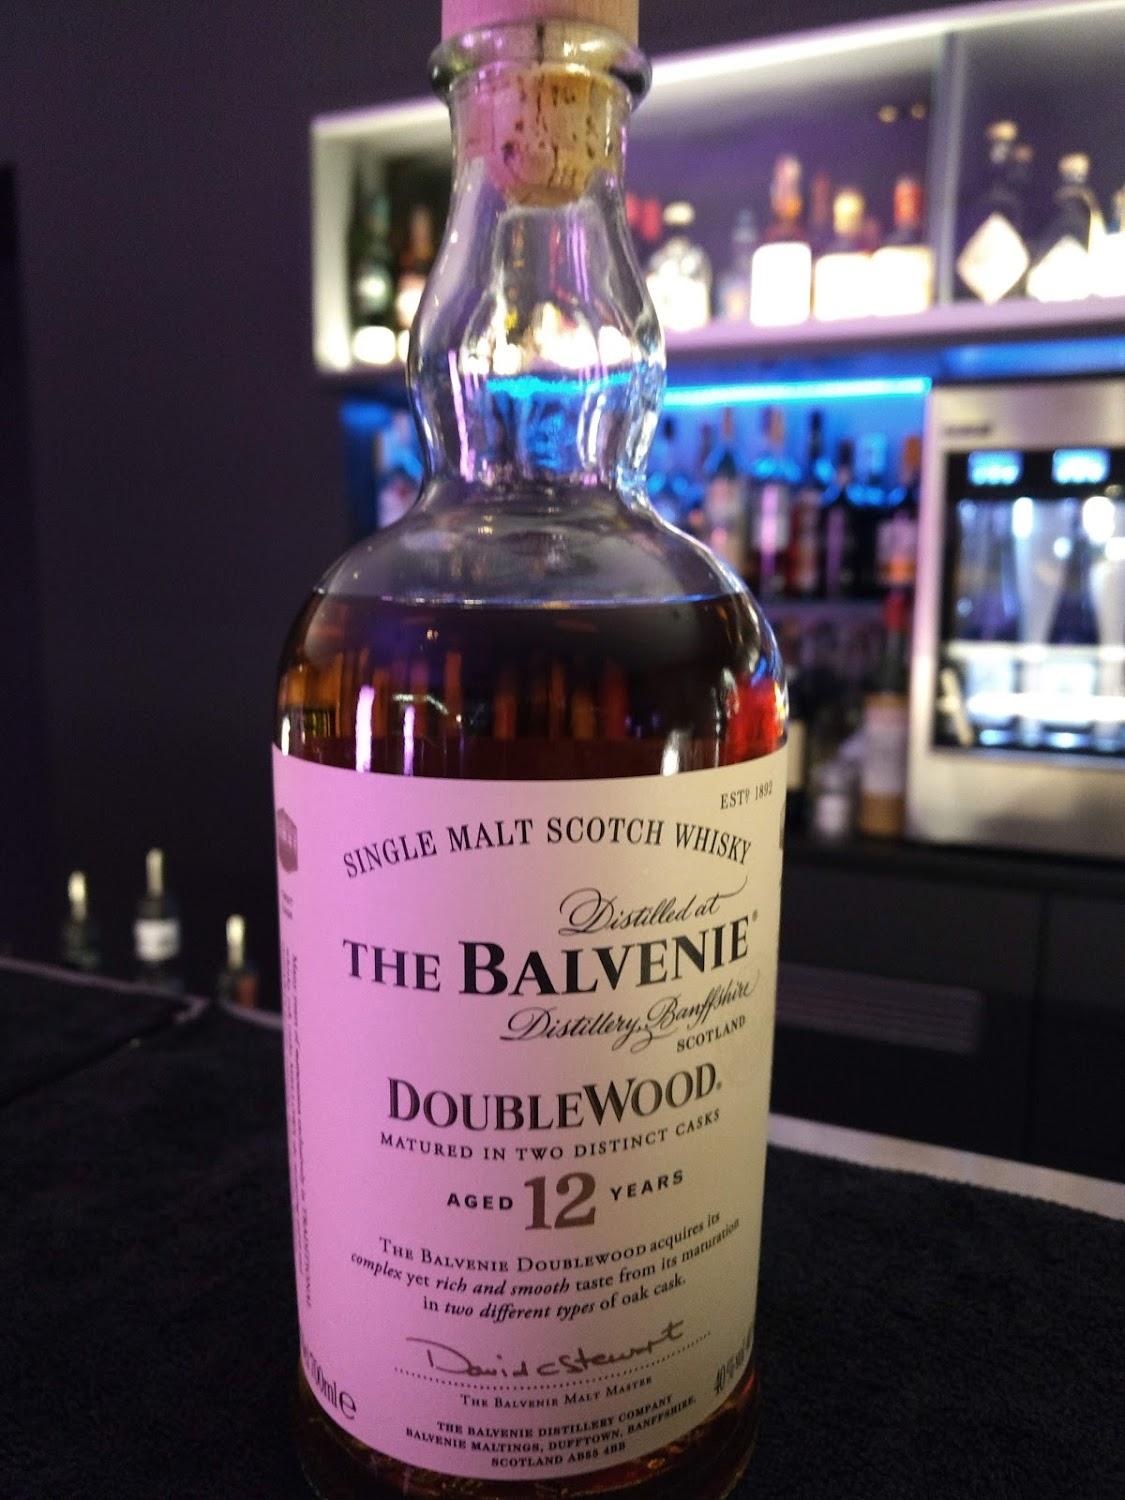 ESTD 1892
SINGLE MALT SCOTCH WHISKY
Distilled at
THE BALVENIE®
Distillery, Banffshire
SCOTLAND
DOUBLEWOOD®
MATURED IN TWO DISTINCT CASKS
AGED 12 YEARS
THE BALVENIE DOUBLEWOOD acquires its
complex yet rich and smooth taste from its maturation
in two different types of oak cask.
David C Stewart
THE BALVENIE MALT MASTER
700ml e
40%vol
THE BALVENIE DISTILLERY COMPANY
BALVENIE MALTINGS, DUFFTOWN, BANFFSHIRE,
SCOTLAND AB55 4BB